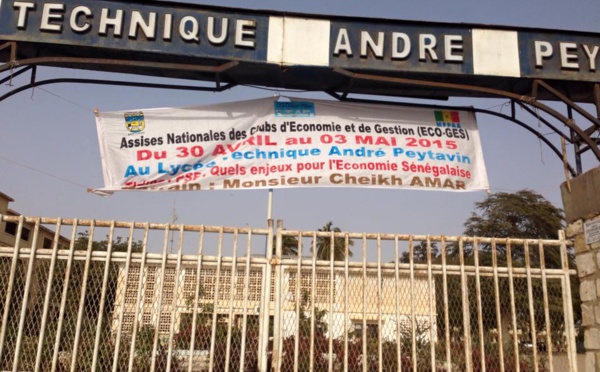 TECHNIQUE ANDRE PEY
Assises Nationales des Clubs d'Economie et de Gestion (ECO-GES)
Du 30 AVRIL au 03 MAI 2015
Au Lycée Technique André Peytavin
PSE. Quels enjeux pour l'Economie Sénégalaise
: Monsieur Cheikh AMAR